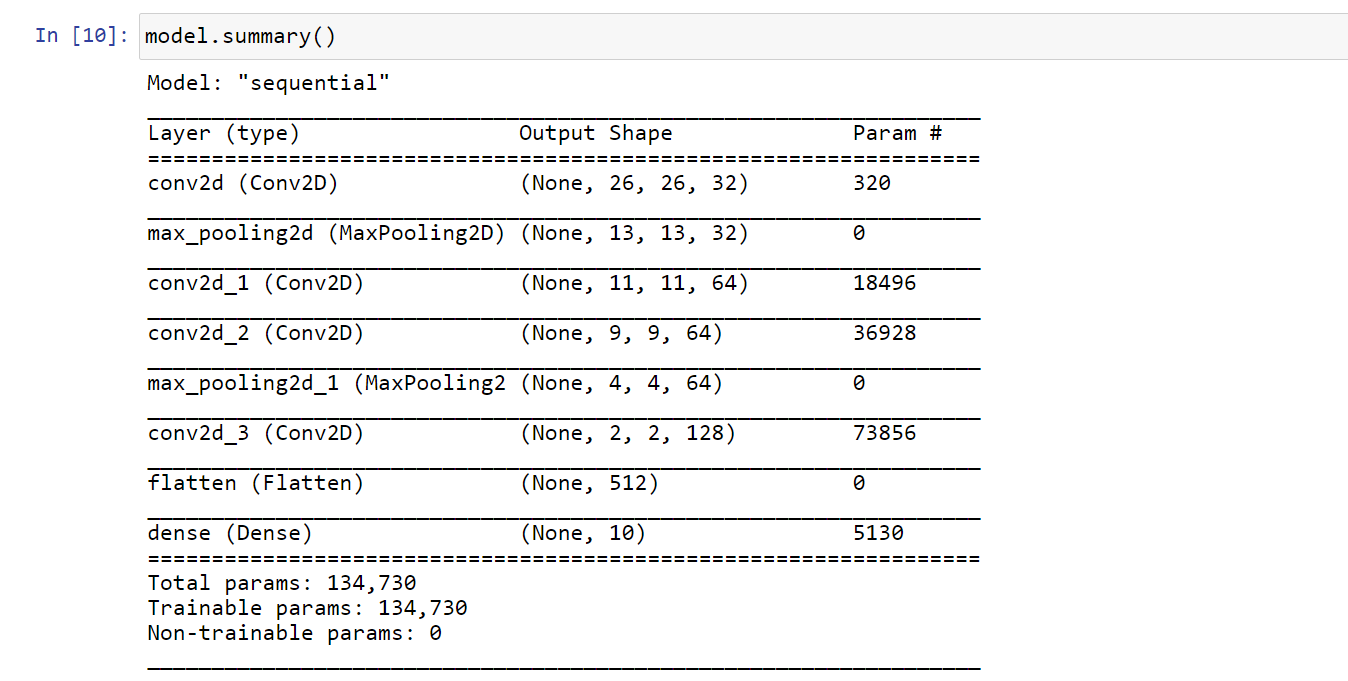 In [10]: model.summary()
Model: "sequential"
Layer (type) Output Shape Param #
conv2d (Conv2D) (None, 26, 26, 32) 320
max_pooling2d (MaxPooling2D) (None, 13, 13, 32) 0
conv2d_1 (Conv2D) (None, 11, 11, 64) 18496
conv2d_2 (Conv2D) (None, 9, 9, 64) 36928
max_pooling2d_1 (MaxPooling2 (None, 4, 4, 64) 0
conv2d_3 (Conv2D) (None, 2, 2, 128) 73856
flatten (Flatten) (None, 512) 0
dense (Dense) (None, 10) 5130
Total params: 134,730
Trainable params: 134,730
Non-trainable params: 0